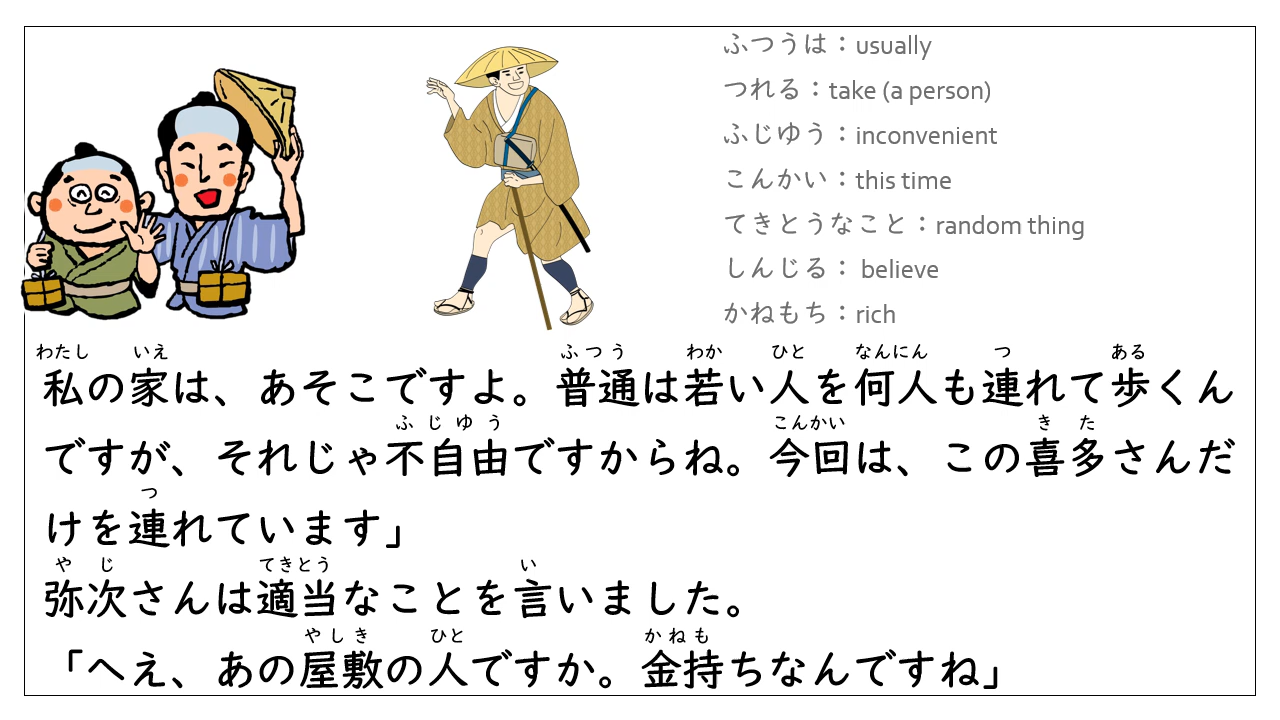 ふつうは：usually
つれる：take (a person)
ふじゆう：inconvenient
こんかい：this time
てきとうなこと：random thing
しんじる： believe
かねもち：rich
わたし いえ ふつう わか ひと なんにん つ ある
私の家は、あそこですよ。普通は若い人を何人も連れて歩くん
ふじゆう こんかい きた
ですが、それじゃ不自由ですからね。今回は、この喜多さんだ
つ
けを連れています」
やじ てきとう い
弥次さんは適当なことを言いました。
やしき ひと かねも
「へえ、あの屋敷の人ですか。金持ちなんですね」